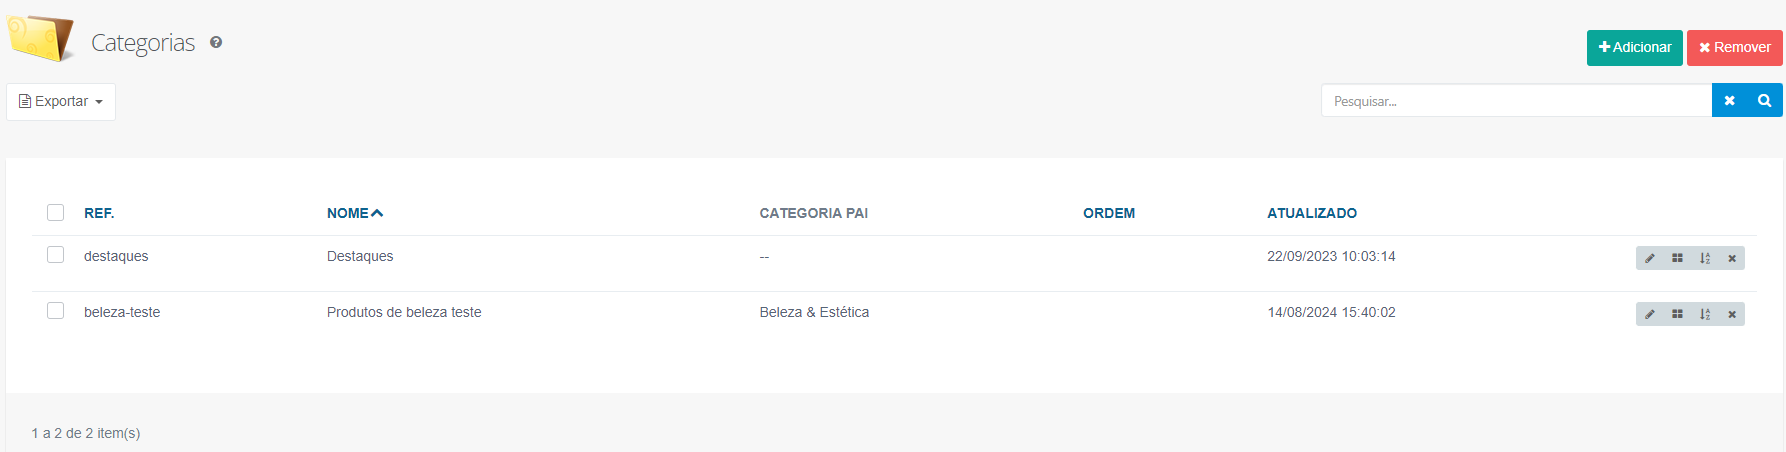 Categorias
Adicionar Remover
Exportar
Pesquisar...
REF. NOME CATEGORIA PAI ORDEM ATUALIZADO
destaques Destaques -- 22/09/2023 10:03:14
beleza-teste Produtos de beleza teste Beleza & Estética 14/08/2024 15:40:02
1 a 2 de 2 item(s)